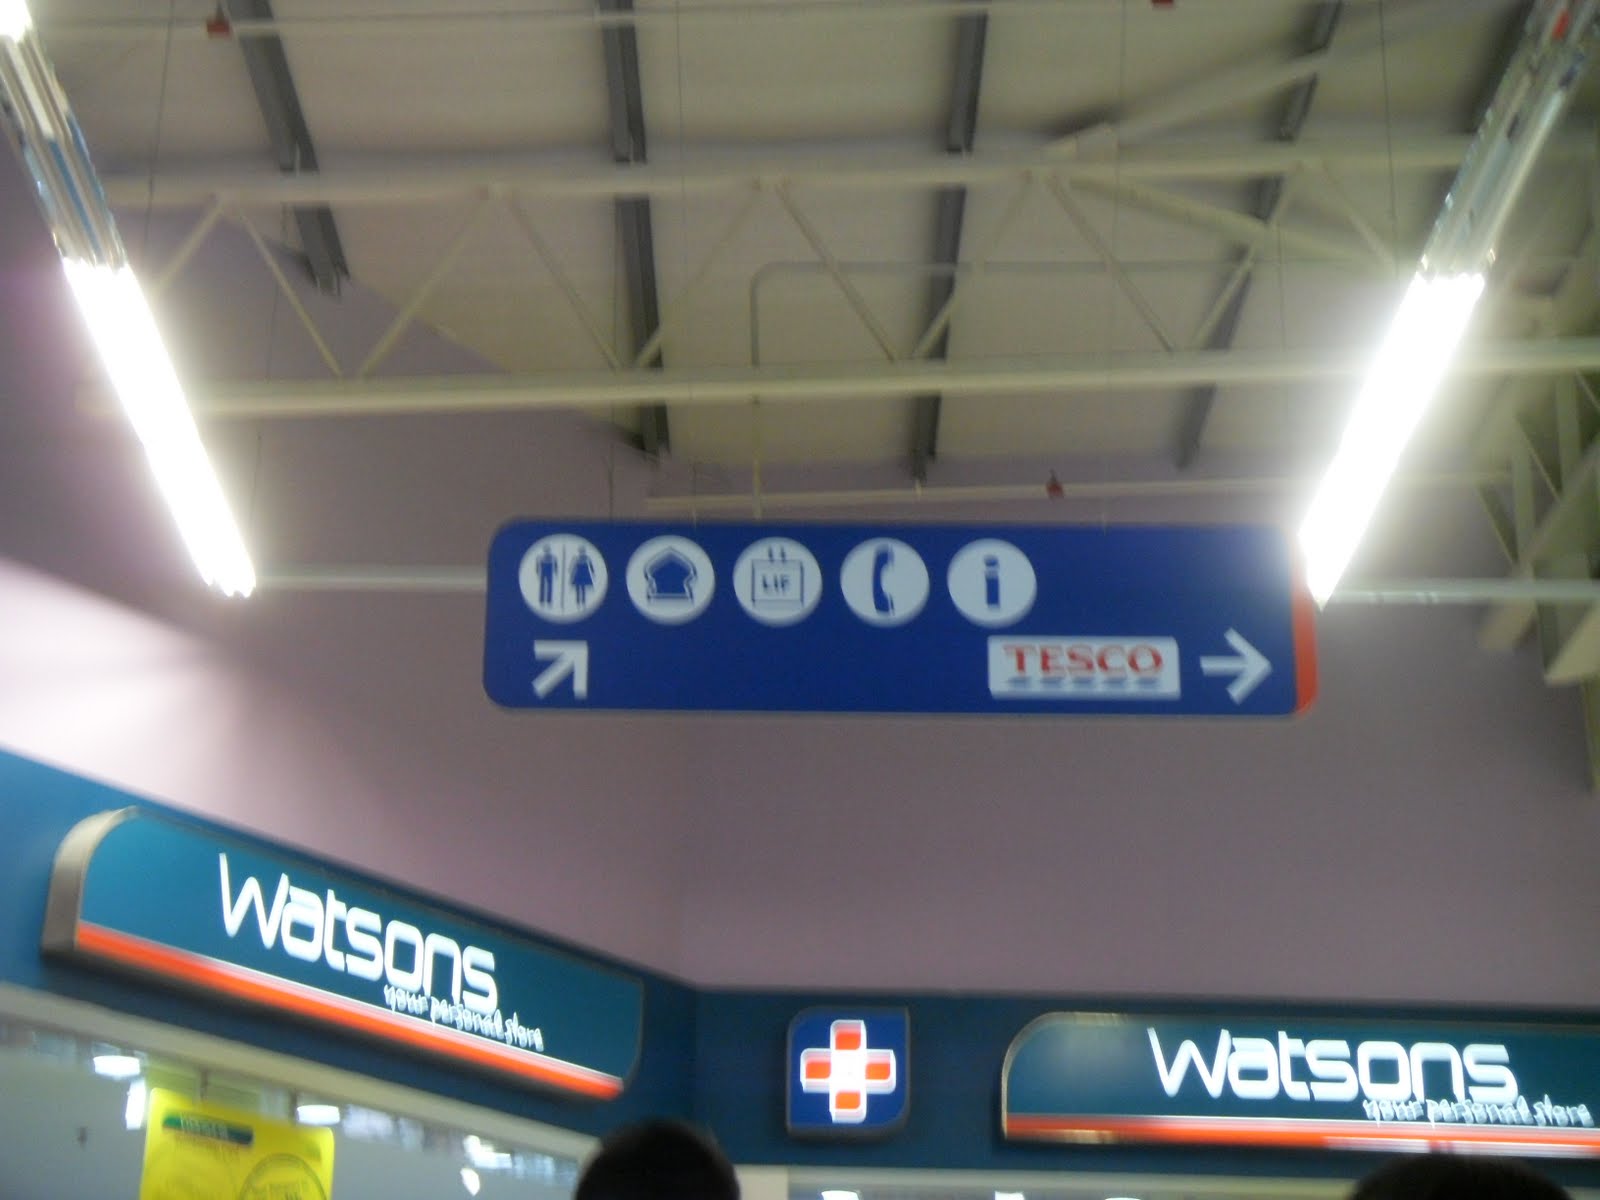 LIF
i
TESCO
watsons
your personal store
watsons
your personal store